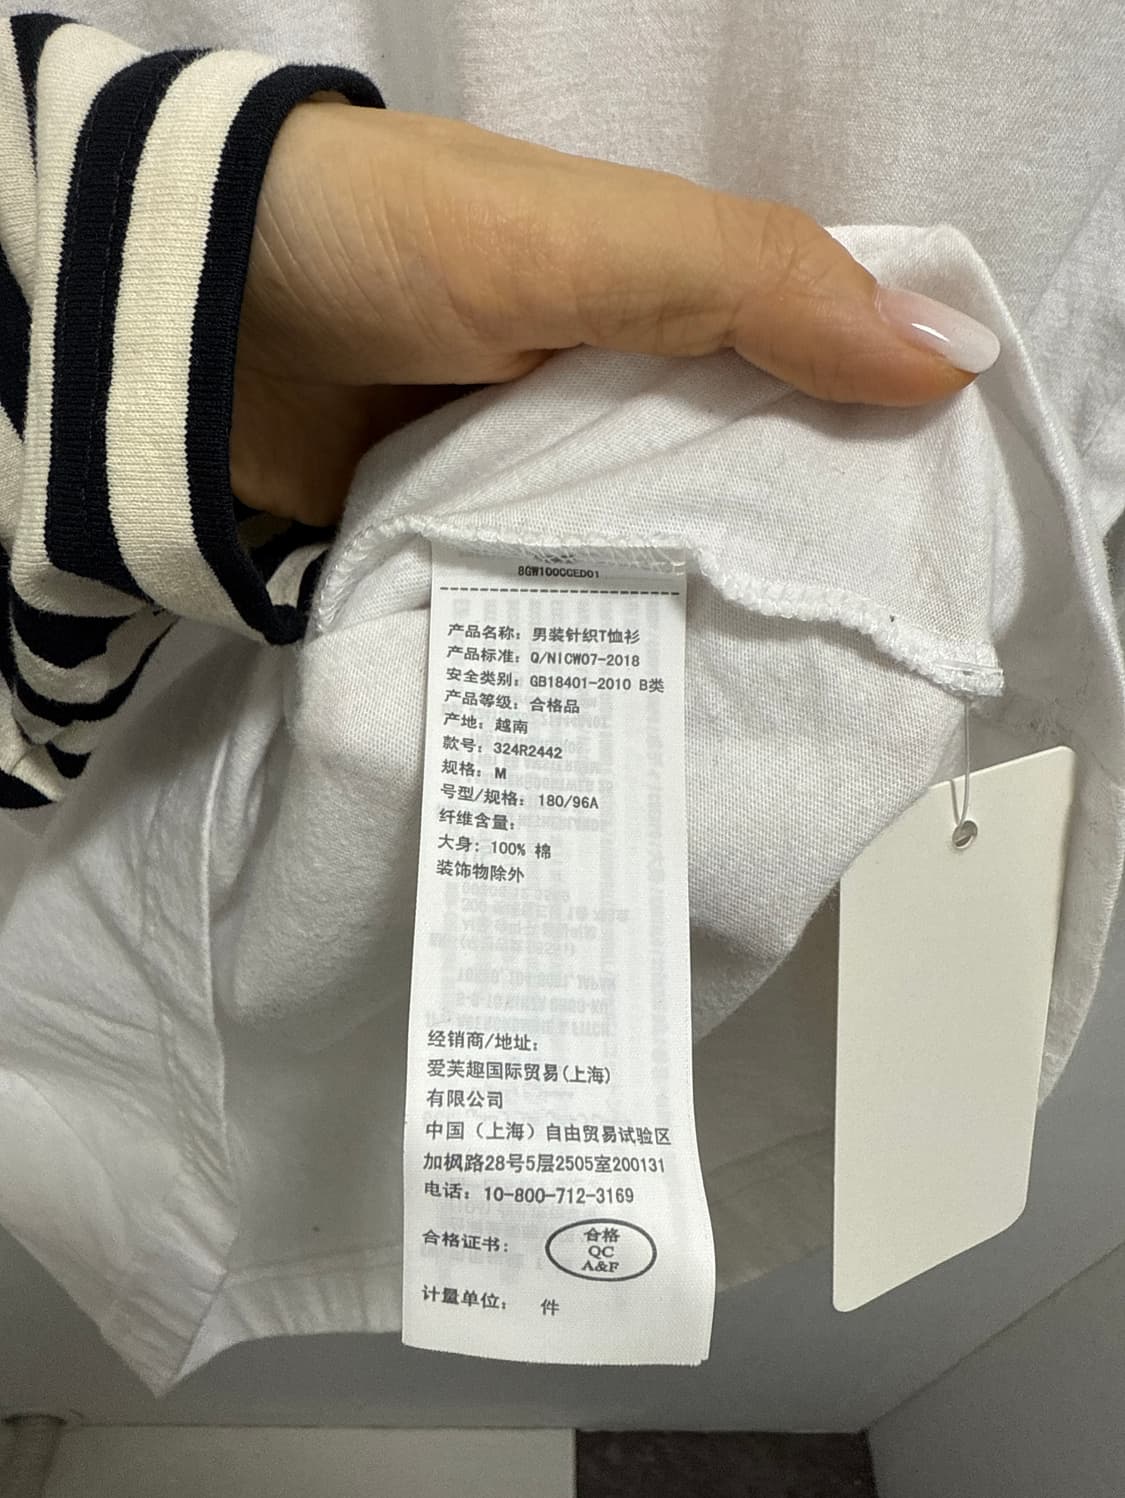 8GW100CCED01
产品名称：男装针织T恤衫
产品标准：Q/NICW07-2018
安全类别：GB18401-2010 B类
产品等级：合格品
产地：越南
款号：324R2442
规格：M
号型/规格：180/96A
纤维含量：
大身：100% 棉
装饰物除外
经销商/地址：
爱芙趣国际贸易(上海)
有限公司
中国（上海）自由贸易试验区
加枫路28号5层2505室200131
电话：10-800-712-3169
合格证书：
合格
QC
A&F
计量单位： 件